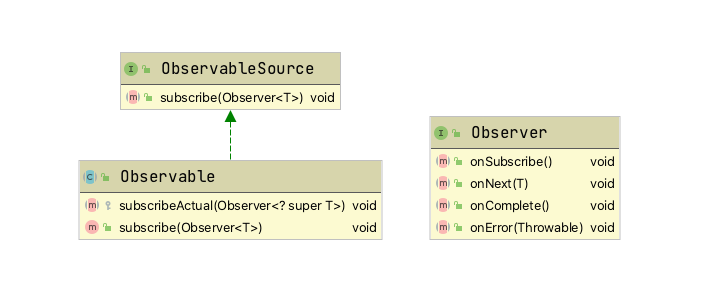 I ObservableSource
m subscribe(Observer<T>) void
C Observable
m subscribeActual(Observer<? super T>) void
m subscribe(Observer<T>) void
I Observer
m onSubscribe() void
m onNext(T) void
m onComplete() void
m onError(Throwable) void